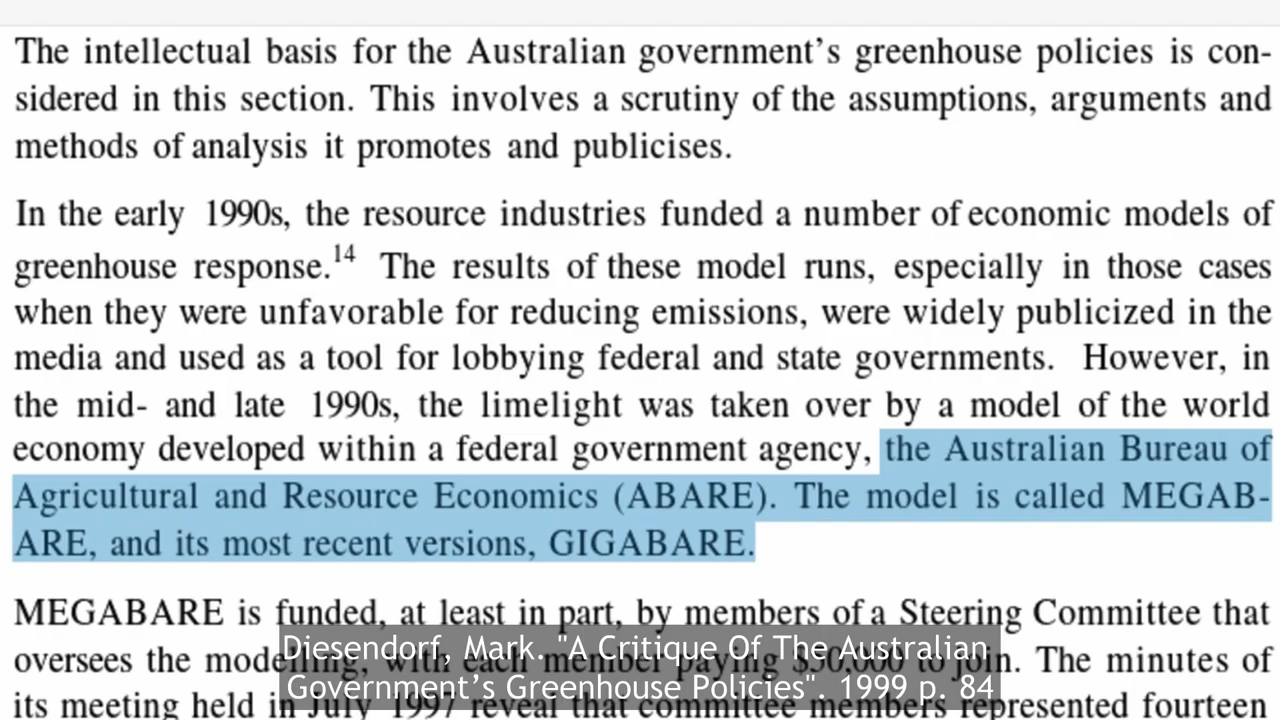 The intellectual basis for the Australian government’s greenhouse policies is con-
sidered in this section. This involves a scrutiny of the assumptions, arguments and
methods of analysis it promotes and publicises.
In the early 1990s, the resource industries funded a number of economic models of
greenhouse response.14 The results of these model runs, especially in those cases
when they were unfavorable for reducing emissions, were widely publicized in the
media and used as a tool for lobbying federal and state governments. However, in
the mid- and late 1990s, the limelight was taken over by a model of the world
economy developed within a federal government agency, the Australian Bureau of
Agricultural and Resource Economics (ABARE). The model is called MEGAB-
ARE, and its most recent versions, GIGABARE.
MEGABARE is funded, at least in part, by members of a Steering Committee that
oversees the modelling, with each member paying $50,000 to join. The minutes of
its meeting held in July 1997 reveal that committee members represented fourteen
Diesendorf, Mark. "A Critique Of The Australian
Government’s Greenhouse Policies". 1999 p. 84